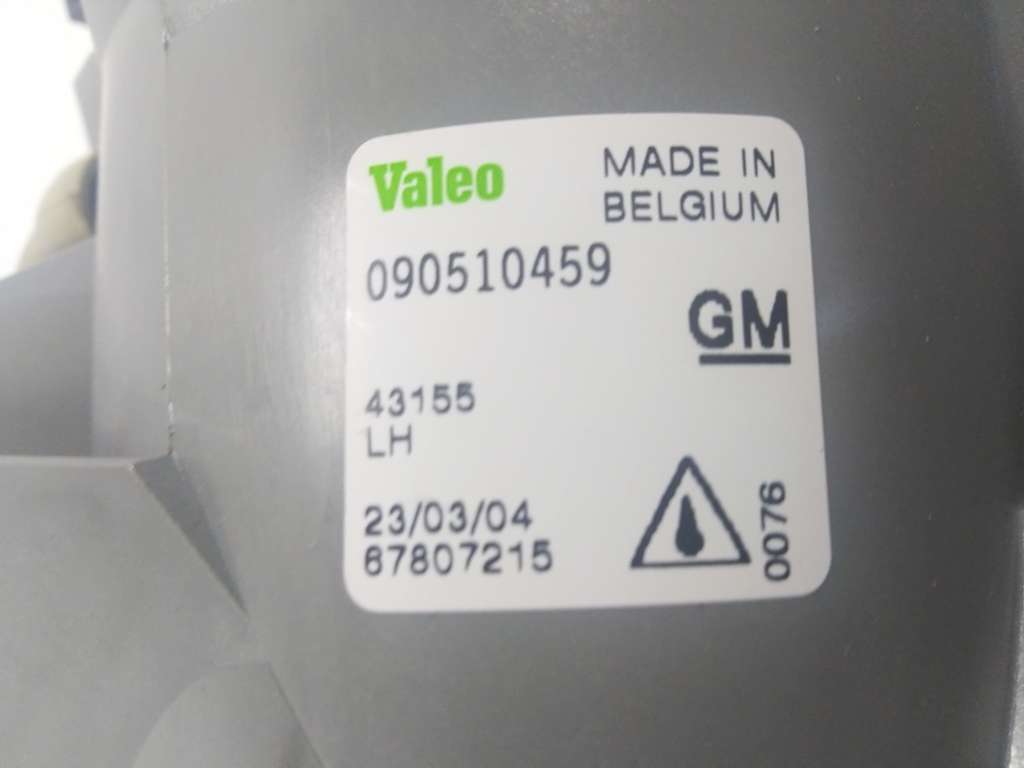 Valeo
MADE IN
BELGIUM
090510459
GM
43155
LH
23/03/04
67807215
0076